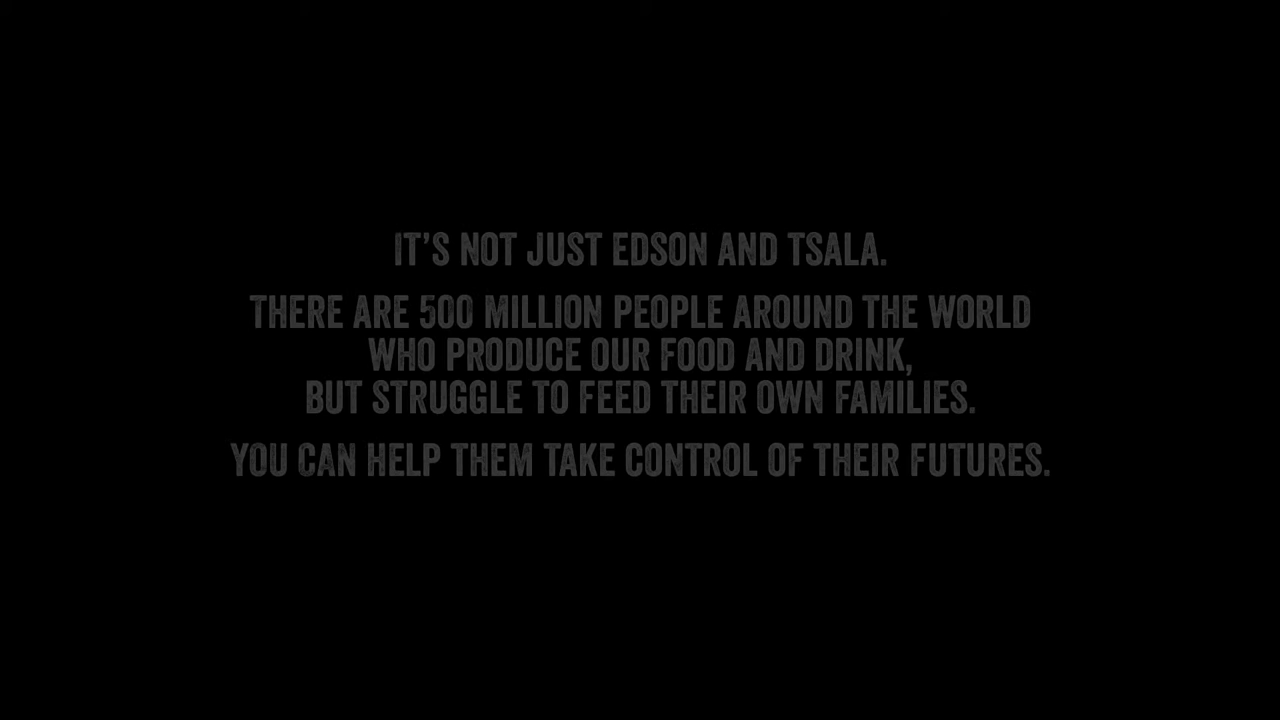 IT'S NOT JUST EDSON AND TSALA.
THERE ARE 500 MILLION PEOPLE AROUND THE WORLD
WHO PRODUCE OUR FOOD AND DRINK,
BUT STRUGGLE TO FEED THEIR OWN FAMILIES.
YOU CAN HELP THEM TAKE CONTROL OF THEIR FUTURES.